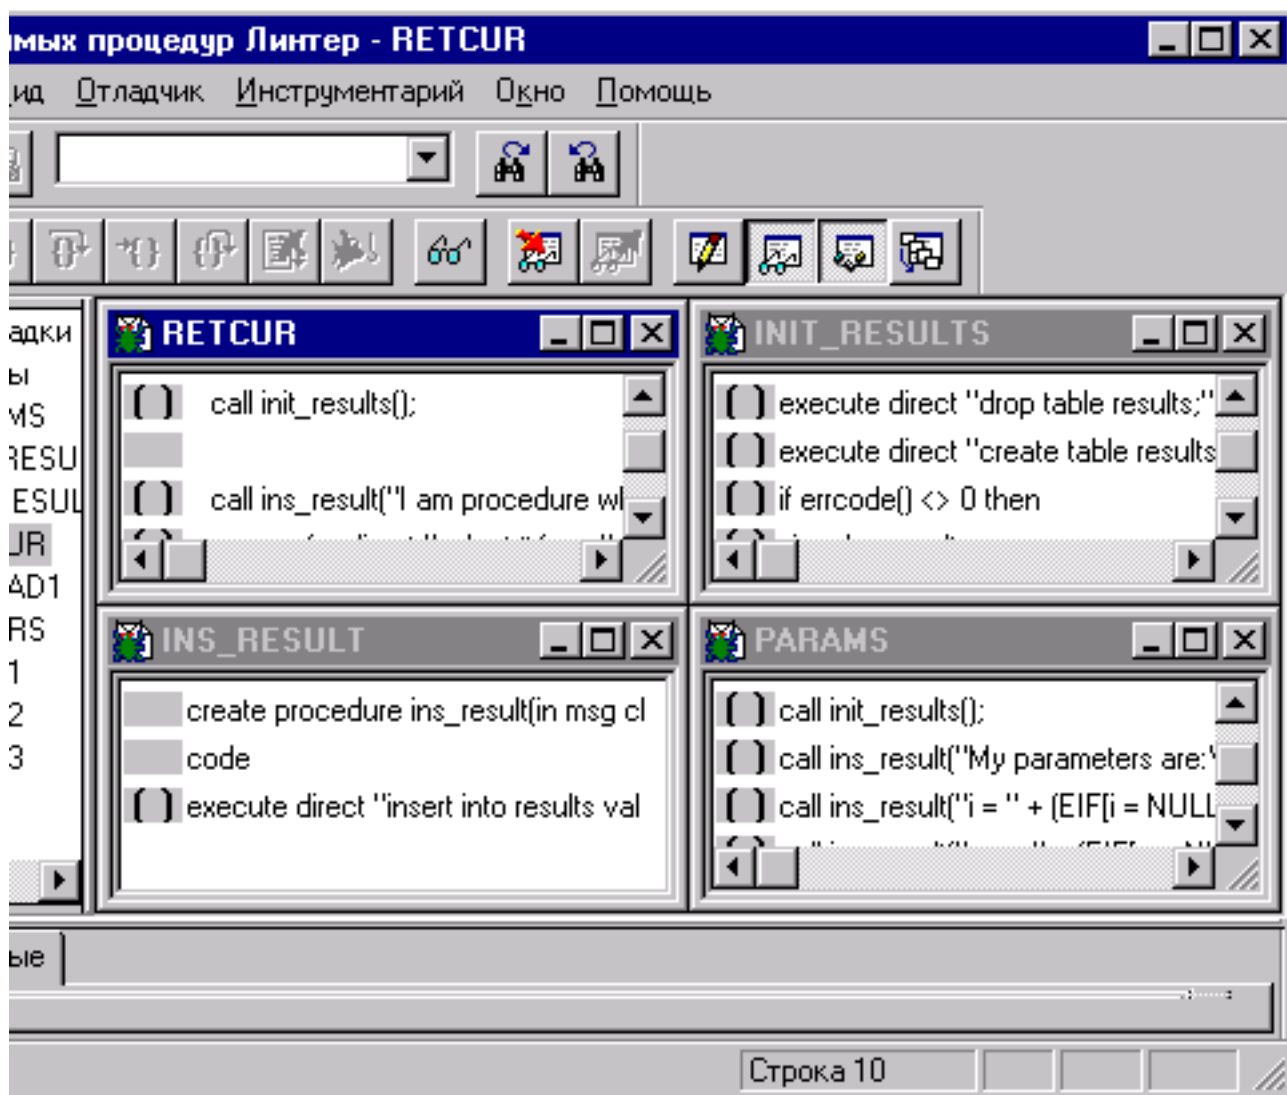 мых процедур Линтер - RETCUR
ид Отладчик Инструментарий Окно Помощь
адки
ы
MS
RESU
ESUL
UR
AD1
RS
1
2
3
RETCUR
call init_results();
call ins_result("I am procedure wh
INIT_RESULTS
execute direct "drop table results;"
execute direct "create table results
if errcode() <> 0 then
INS_RESULT
create procedure ins_result(in msg cl
code
execute direct "insert into results val
PARAMS
call init_results();
call ins_result("My parameters are:"
call ins_result("i = " + (EIF(i = NULL
ые
Строка 10